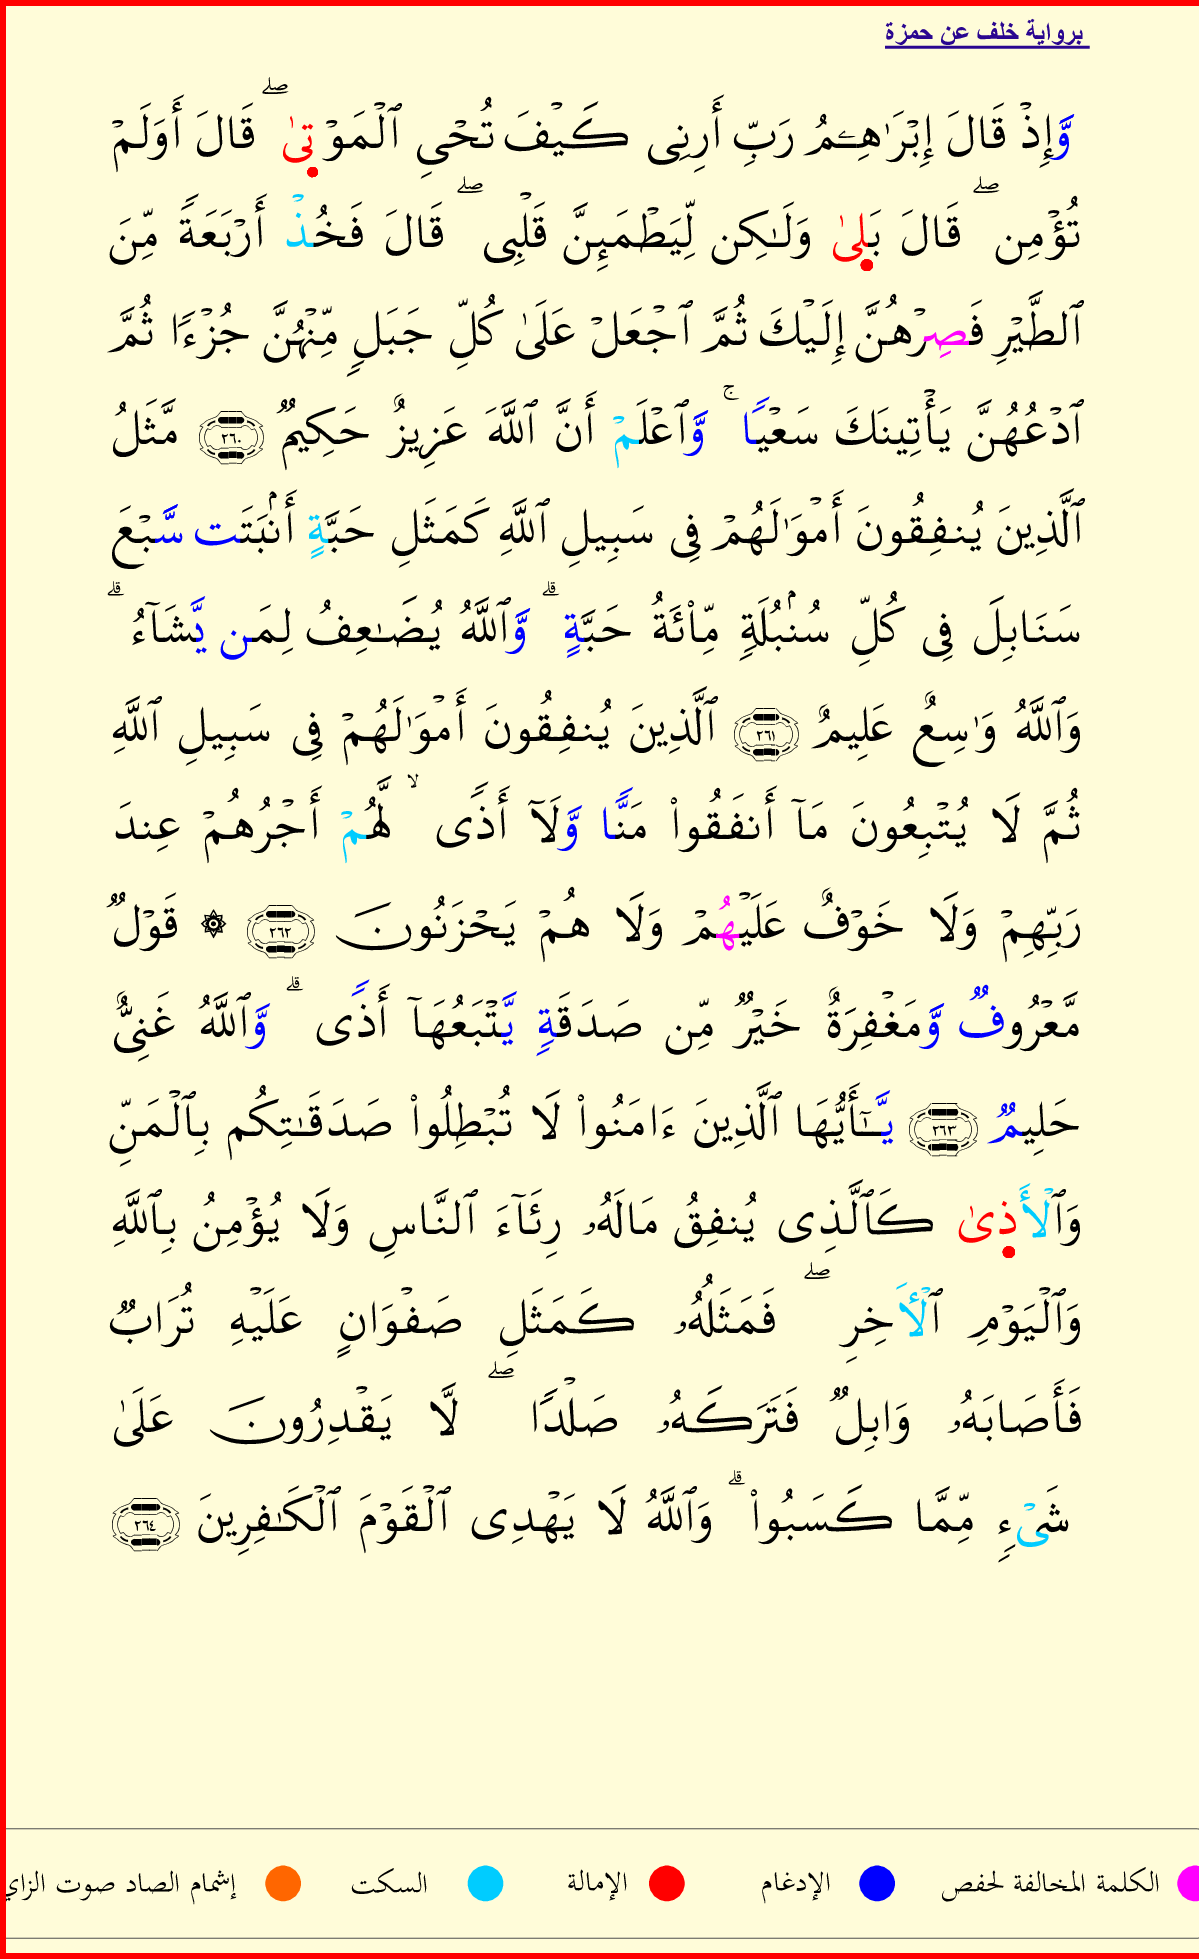 برواية خلف عن حمزة
وَّإِذۡ قَالَ إِبۡرَٰهِـۧمُ رَبِّ أَرِنِي كَيۡفَ تُحۡيِ ٱلۡمَوۡتىٰۖ قَالَ أَوَلَمۡ
تُؤۡمِنۖ قَالَ بَلىٰ وَلَٰكِن لِّيَطۡمَئِنَّ قَلۡبِيۖ قَالَ فَخُذۡ أَرۡبَعَةٗ مِّنَ
ٱلطَّيۡرِ فَصِرۡهُنَّ إِلَيۡكَ ثُمَّ ٱجۡعَلۡ عَلَىٰ كُلِّ جَبَلٖ مِّنۡهُنَّ جُزۡءٗا ثُمَّ
ٱدۡعُهُنَّ يَأۡتِينَكَ سَعۡيٗاۚ وَّٱعۡلَمۡ أَنَّ ٱللَّهَ عَزِيزٌ حَكِيمٞ ٢٦٠ مَّثَلُ
ٱلَّذِينَ يُنفِقُونَ أَمۡوَٰلَهُمۡ فِي سَبِيلِ ٱللَّهِ كَمَثَلِ حَبَّةٍ أَنۢبَتَت سَّبۡعَ
سَنَابِلَ فِي كُلِّ سُنۢبُلَةٖ مِّاْئَةُ حَبَّةٖۗ وَّٱللَّهُ يُضَٰعِفُ لِمَن يَّشَآءُۗ
وَٱللَّهُ وَٰسِعٌ عَلِيمٌ ٢٦١ ٱلَّذِينَ يُنفِقُونَ أَمۡوَٰلَهُمۡ فِي سَبِيلِ ٱللَّهِ
ثُمَّ لَا يُتۡبِعُونَ مَآ أَنفَقُواْ مَنّٗا وَّلَآ أَذٗى لَّهُمۡ أَجۡرُهُمۡ عِندَ
رَبِّهِمۡ وَلَا خَوۡفٌ عَلَيۡهُمۡ وَلَا هُمۡ يَحۡزَنُونَ ٢٦٢ ۞ قَوۡلٞ
مَّعۡرُوفٞ وَّمَغۡفِرَةٌ خَيۡرٞ مِّن صَدَقَةٖ يَّتۡبَعُهَآ أَذٗىۗ وَّٱللَّهُ غَنِيٌّ
حَلِيمٞ ٢٦٣ يَّـٰٓأَيُّهَا ٱلَّذِينَ ءَامَنُواْ لَا تُبۡطِلُواْ صَدَقَٰتِكُم بِٱلۡمَنِّ
وَٱلۡأَذىٰ كَٱلَّذِي يُنفِقُ مَالَهُۥ رِئَآءَ ٱلنَّاسِ وَلَا يُؤۡمِنُ بِٱللَّهِ
وَٱلۡيَوۡمِ ٱلۡأٓخِرِۖ فَمَثَلُهُۥ كَمَثَلِ صَفۡوَانٍ عَلَيۡهِ تُرَابٞ
فَأَصَابَهُۥ وَابِلٞ فَتَرَكَهُۥ صَلۡدٗاۖ لَّا يَقۡدِرُونَ عَلَىٰ
شَيۡءٖ مِّمَّا كَسَبُواْۗ وَٱللَّهُ لَا يَهۡدِي ٱلۡقَوۡمَ ٱلۡكَٰفِرِينَ ٢٦٤
الكلمة المخالفة لحفص الإدغام الإمالة السكت إشمام الصاد صوت الزاي